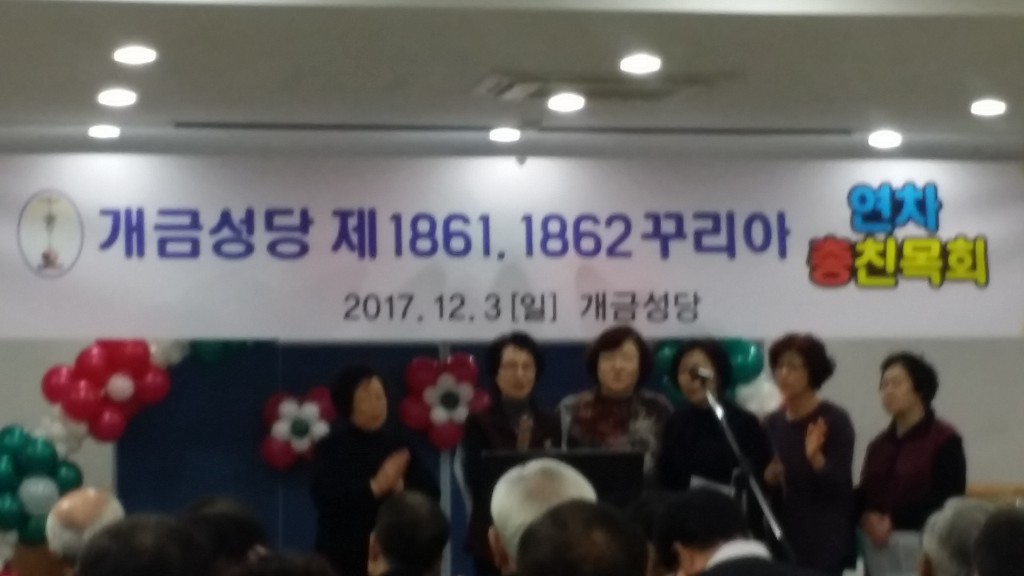 개금성당 제1861, 1862꾸리아
연차
총친목회
2017. 12. 3 [일] 개금성당